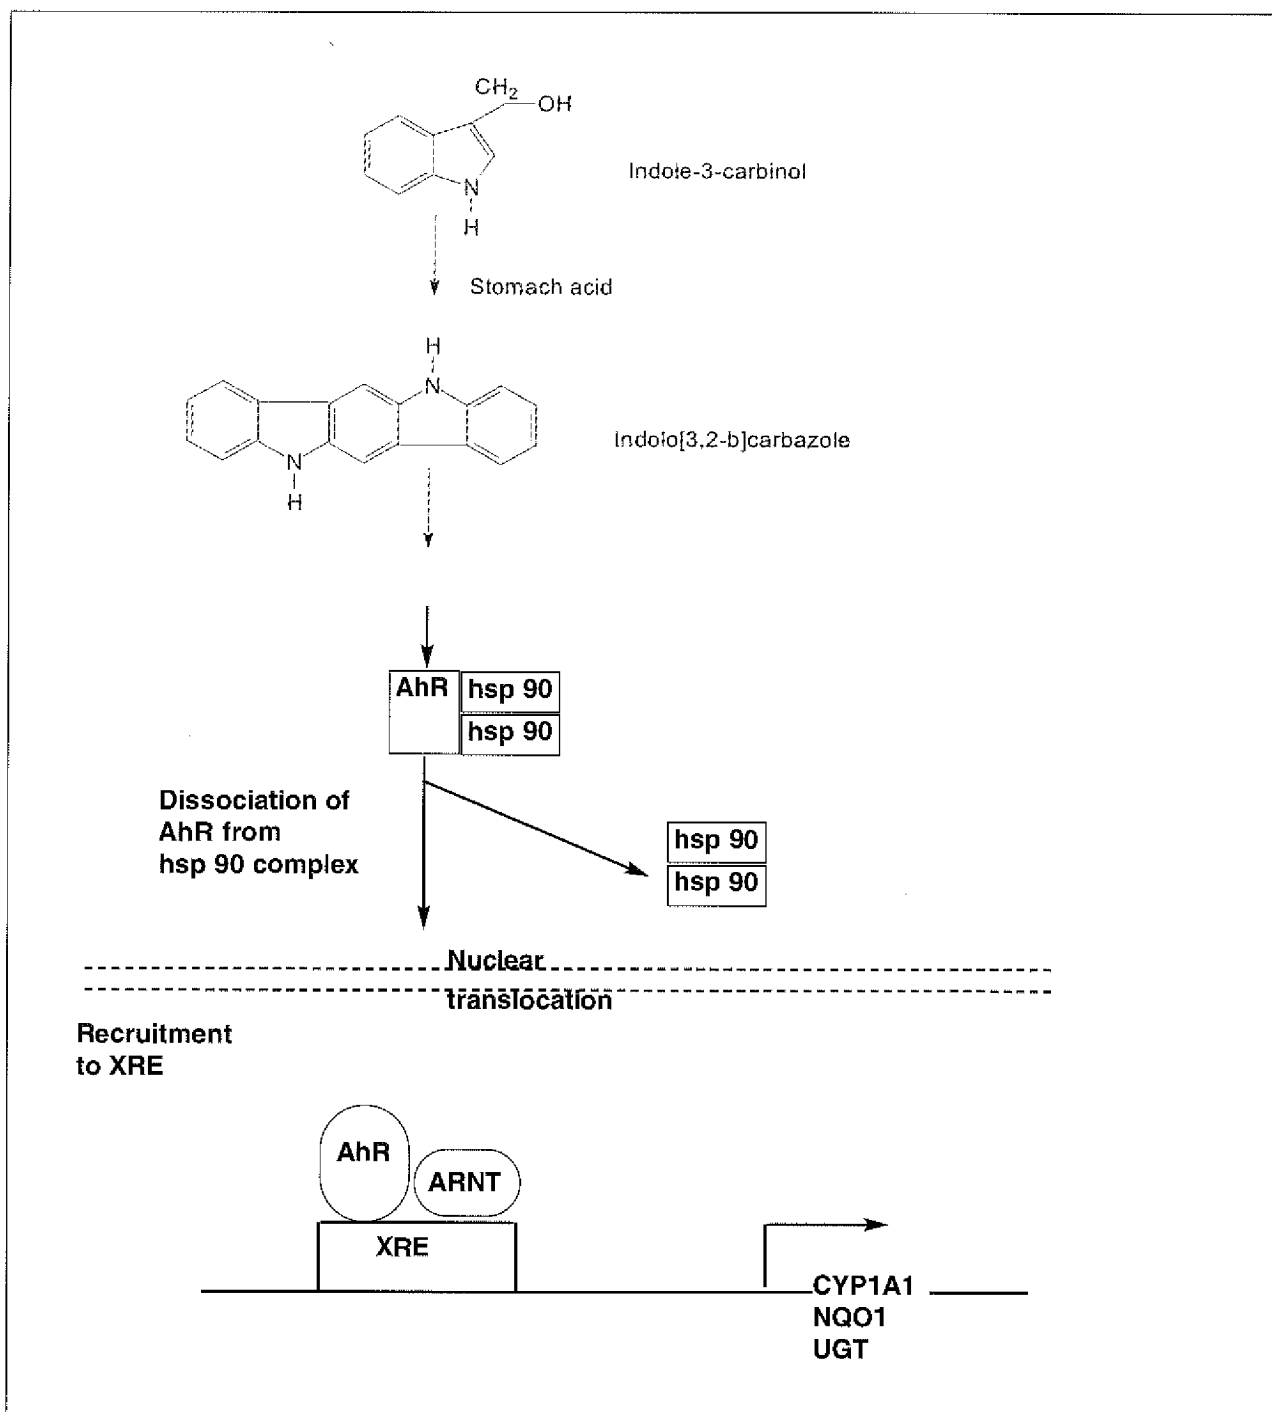 CH2
OH
N
H
Indole-3-carbinol
Stomach acid
H
N
N
H
Indolo[3,2-b]carbazole
AhR
hsp 90
hsp 90
Dissociation of
AhR from
hsp 90 complex
hsp 90
hsp 90
Nuclear
translocation
Recruitment
to XRE
AhR
ARNT
XRE
CYP1A1
NQO1
UGT